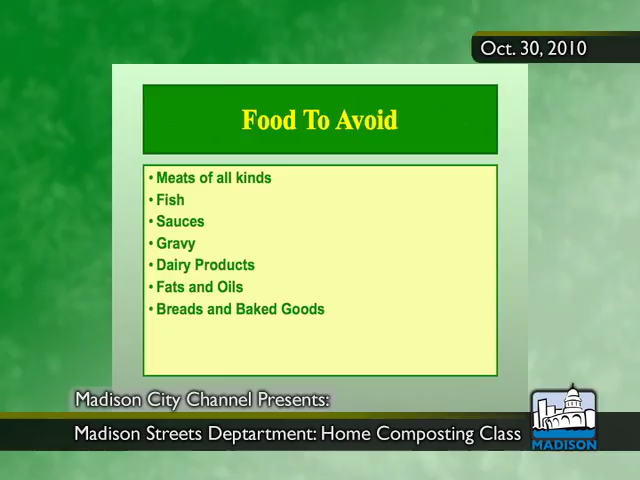 Oct. 30, 2010
Food To Avoid
• Meats of all kinds
• Fish
• Sauces
• Gravy
• Dairy Products
• Fats and Oils
• Breads and Baked Goods
Madison City Channel Presents:
Madison Streets Deptartment: Home Composting Class
MADISON